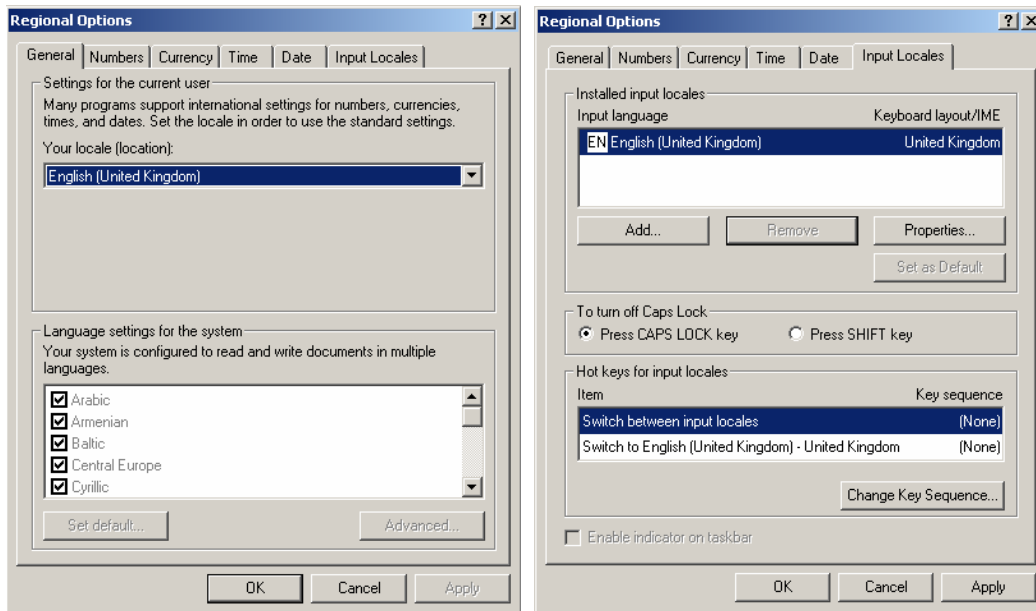 Regional Options
General Numbers Currency Time Date Input Locales
Settings for the current user
Many programs support international settings for numbers, currencies,
times, and dates. Set the locale in order to use the standard settings.
Your locale (location):
English (United Kingdom)
Language settings for the system
Your system is configured to read and write documents in multiple
languages.
Arabic
Armenian
Baltic
Central Europe
Cyrillic
Set default... Advanced...
OK Cancel Apply
Regional Options
General Numbers Currency Time Date Input Locales
Installed input locales
Input language Keyboard layout/IME
EN English (United Kingdom) United Kingdom
Add... Remove Properties...
Set as Default
To turn off Caps Lock
Press CAPS LOCK key Press SHIFT key
Hot keys for input locales
Item Key sequence
Switch between input locales (None)
Switch to English (United Kingdom) - United Kingdom (None)
Change Key Sequence...
Enable indicator on taskbar
OK Cancel Apply